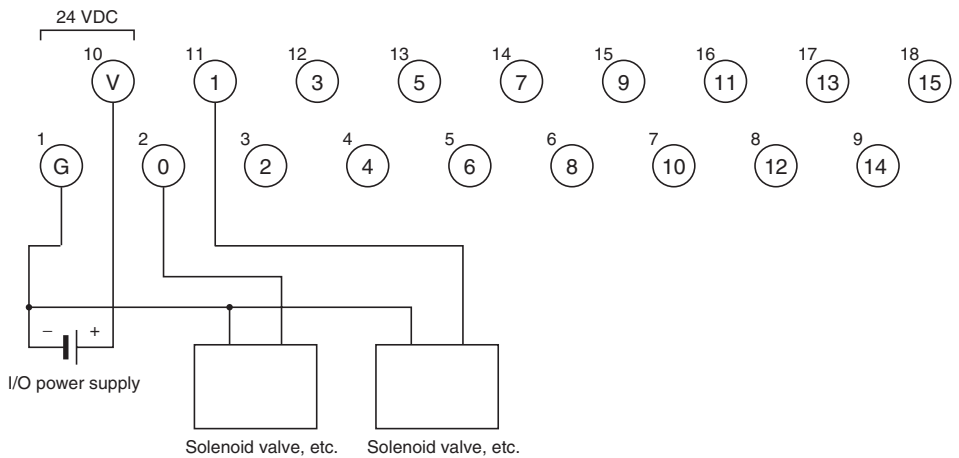 24 VDC
10 11 12 13 14 15 16 17 18
V 1 3 5 7 9 11 13 15
1 2 3 4 5 6 7 8 9
G 0 2 4 6 8 10 12 14
− +
I/O power supply
Solenoid valve, etc. Solenoid valve, etc.